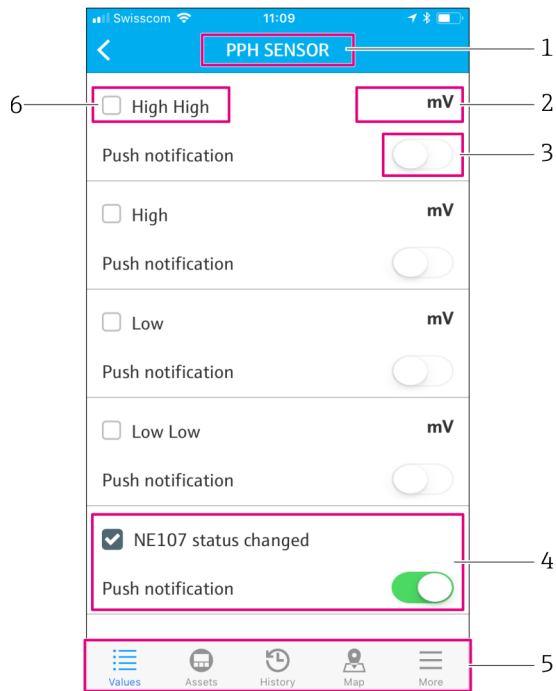 Swisscom 11:09
PPH SENSOR 1
6 High High mV 2
Push notification 3
High mV
Push notification
Low mV
Push notification
Low Low mV
Push notification
NE107 status changed
4
Push notification
Values Assets History Map More 5